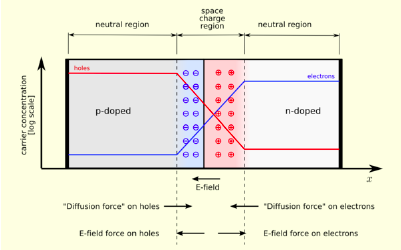 neutral region
space
charge
region
neutral region
holes
electrons
carrier concentration
[log scale]
p-doped
n-doped
E-field
x
"Diffusion force" on holes
"Diffusion force" on electrons
E-field force on holes
E-field force on electrons